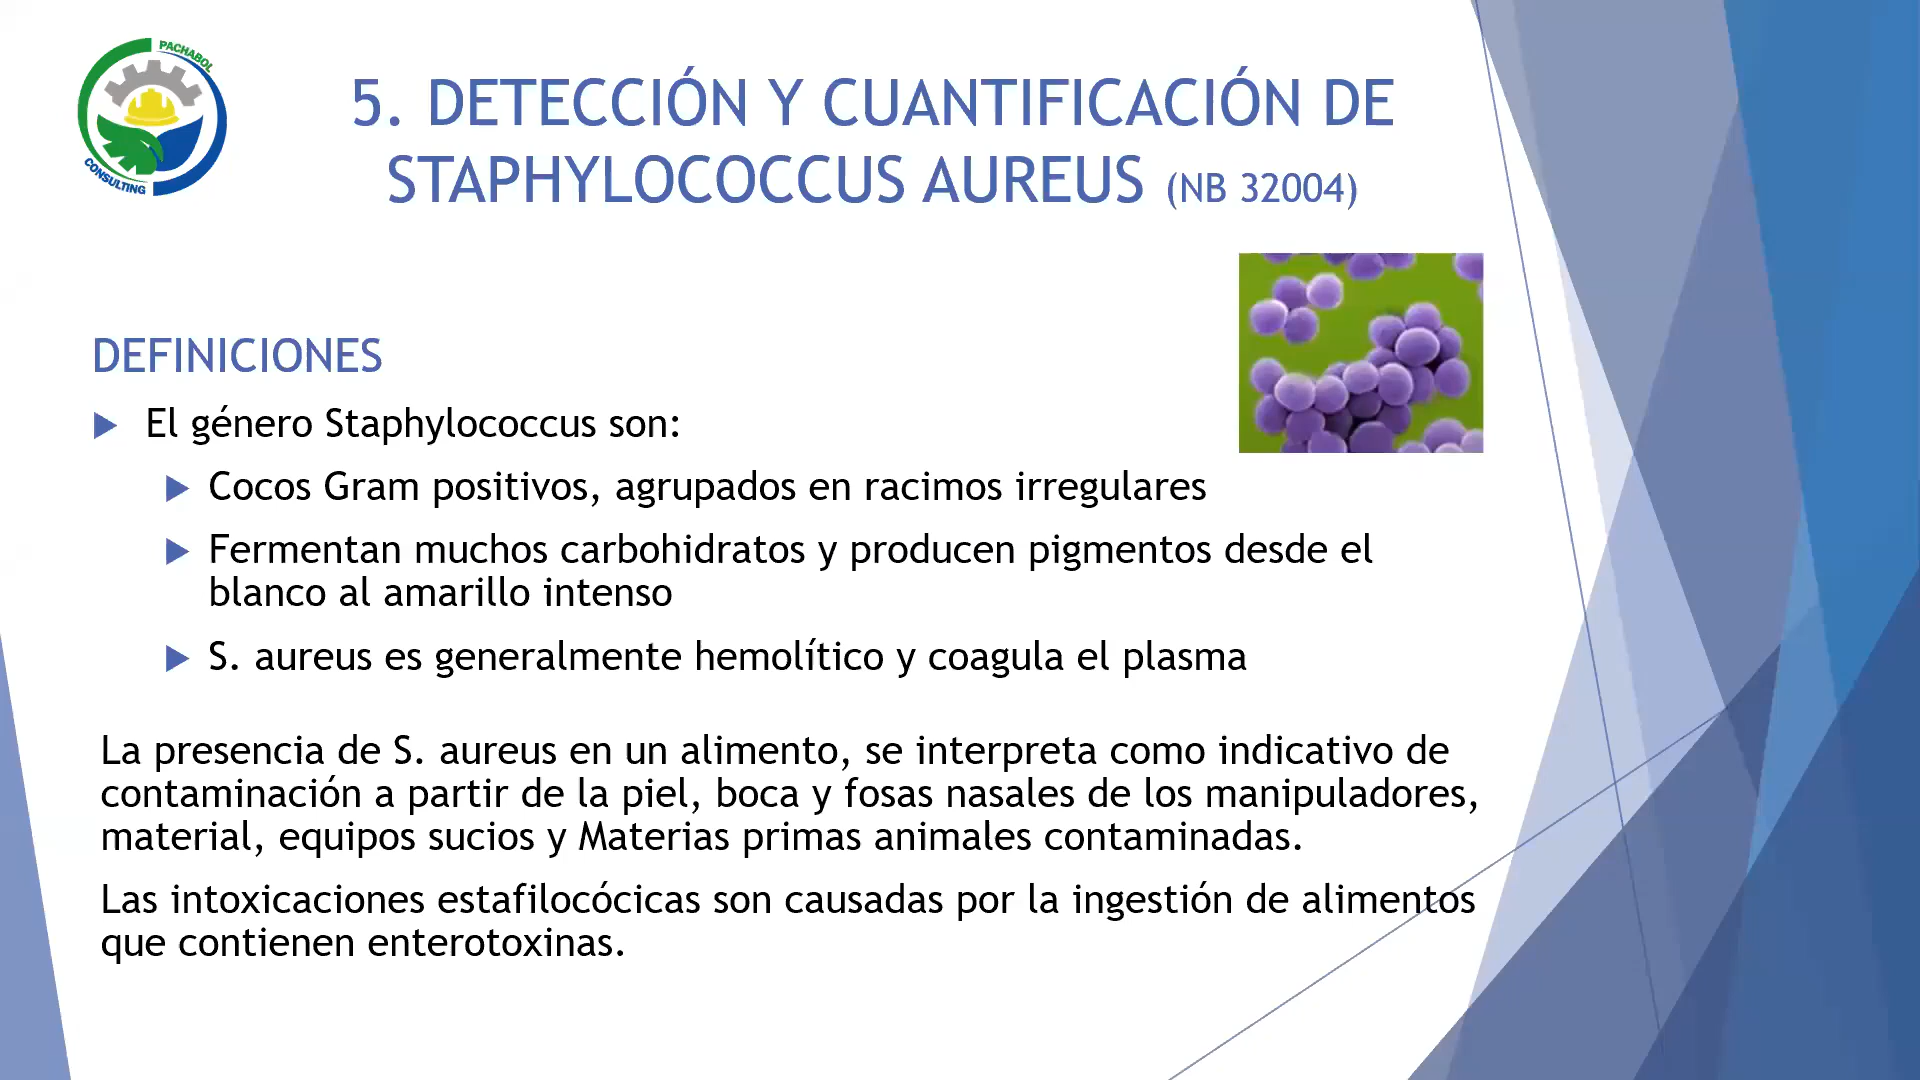 PACHABOL
CONSULTING
5. DETECCIÓN Y CUANTIFICACIÓN DE
STAPHYLOCOCCUS AUREUS (NB 32004)
DEFINICIONES
El género Staphylococcus son:
Cocos Gram positivos, agrupados en racimos irregulares
Fermentan muchos carbohidratos y producen pigmentos desde el
blanco al amarillo intenso
S. aureus es generalmente hemolítico y coagula el plasma
La presencia de S. aureus en un alimento, se interpreta como indicativo de
contaminación a partir de la piel, boca y fosas nasales de los manipuladores,
material, equipos sucios y Materias primas animales contaminadas.
Las intoxicaciones estafilocócicas son causadas por la ingestión de alimentos
que contienen enterotoxinas.